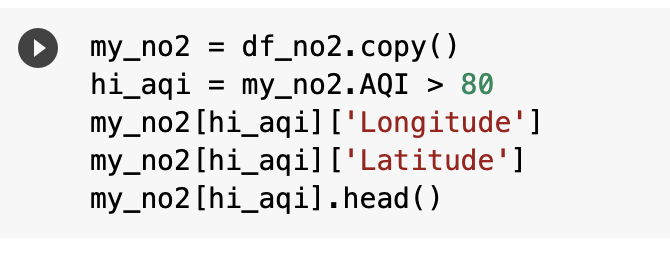 my_no2 = df_no2.copy()
hi_aqi = my_no2.AQI > 80
my_no2[hi_aqi]['Longitude']
my_no2[hi_aqi]['Latitude']
my_no2[hi_aqi].head()